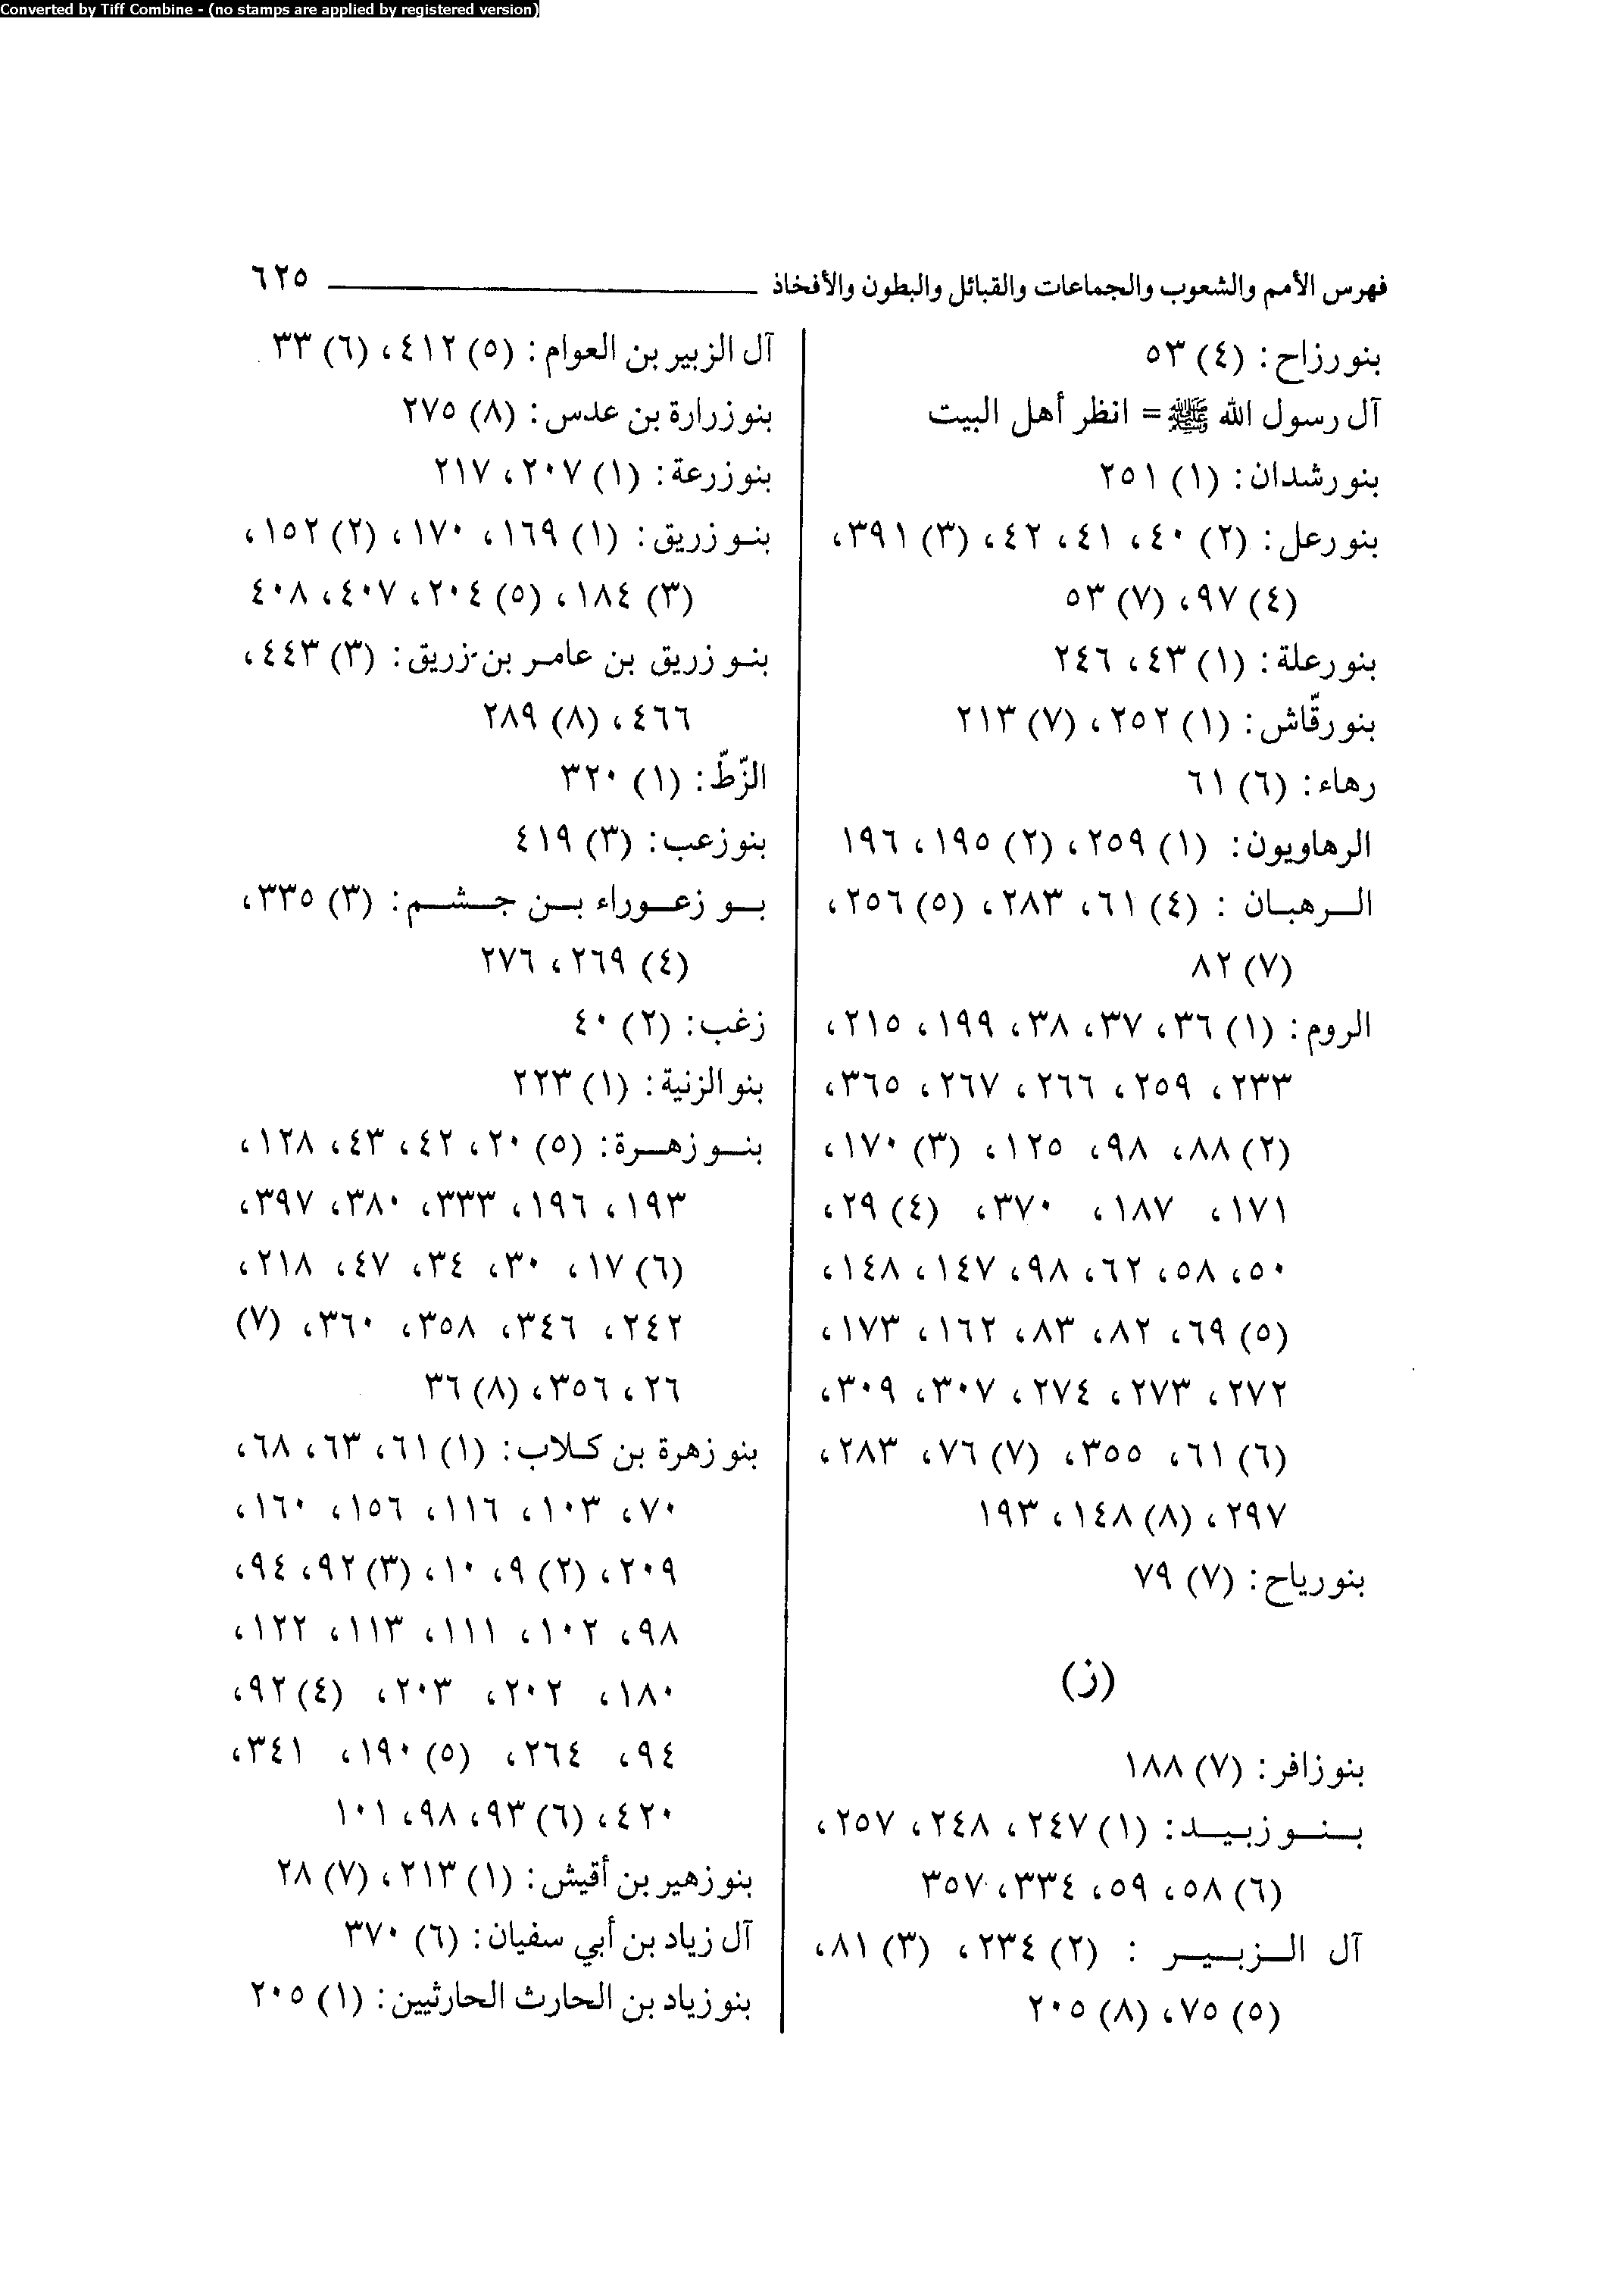 Converted by Tiff Combine - (no stamps are applied by registered version)
فهرس الأمم والشعوب والجماعات والقبائل والبطون والأفخاذ ٦٢٥
بنو رزاح: (٤) ٥٣
آل رسول الله ﷺ = انظر أهل البيت
بنو رشدان: (١) ٢٥١
بنو رعل: (٢) ٤٠، ٤١، ٤٢، (٣) ٣٩١،
(٤) ٩٧، (٧) ٥٣
بنو رعلة: (١) ٤٣، ٢٤٦
بنو رقّاش: (١) ٢٥٢، (٧) ٢١٣
رهاء: (٦) ٦١
الرهاويون: (١) ٢٥٩، (٢) ١٩٥، ١٩٦
الـرهبـان : (٤) ٦١، ٢٨٣، (٥) ٢٥٦،
(٧) ٨٢
الروم: (١) ٣٦، ٣٧، ٣٨، ١٩٩، ٢١٥،
٢٣٣، ٢٥٩، ٢٦٦، ٢٦٧، ٣٦٥،
(٢) ٨٨، ٩٨، ١٢٥، (٣) ١٧٠،
١٧١، ١٨٧، ٣٧٠، (٤) ٢٩،
٥٠، ٥٨، ٦٢، ٩٨، ١٤٧، ١٤٨،
(٥) ٦٩، ٨٢، ٨٣، ١٦٢، ١٧٣،
٢٧٢، ٢٧٣، ٢٧٤، ٣٠٧، ٣٠٩،
(٦) ٦١، ٣٥٥، (٧) ٧٦، ٢٨٣،
٢٩٧، (٨) ١٤٨، ١٩٣
بنو رياح: (٧) ٧٩
(ز)
بنو زافر: (٧) ١٨٨
بـنـو زبـيـد: (١) ٢٤٧، ٢٤٨، ٢٥٧،
(٦) ٥٨، ٥٩، ٣٣٤، ٣٥٧
آل الـزبـيـر : (٢) ٢٣٤، (٣) ٨١،
(٥) ٧٥، (٨) ٢٠٥
آل الزبير بن العوام: (٥) ٤١٢، (٦) ٣٣
بنو زرارة بن عدس: (٨) ٢٧٥
بنو زرعة: (١) ٢٠٧، ٢١٧
بنـو زريق: (١) ١٦٩، ١٧٠، (٢) ١٥٢،
(٣) ١٨٤، (٥) ٢٠٤، ٤٠٧، ٤٠٨
بنـو زريق بن عامـر بن زريق: (٣) ٤٤٣،
٤٦٦، (٨) ٢٨٩
الزّطّ: (١) ٣٢٠
بنو زعب: (٣) ٤١٩
بـو زعـوراء بـن جـشـم: (٣) ٣٣٥،
(٤) ٢٦٩، ٢٧٦
زغب: (٢) ٤٠
بنو الزنية: (١) ٢٢٣
بنـو زهـرة: (٥) ٢٠، ٤٢، ٤٣، ١٢٨،
١٩٣، ١٩٦، ٣٣٣، ٣٨٠، ٣٩٧،
(٦) ١٧، ٣٠، ٣٤، ٤٧، ٢١٨،
٢٤٢، ٣٤٦، ٣٥٨، ٣٦٠، (٧)
٢٦، ٣٥٦، (٨) ٣٦
بنو زهرة بن كـلاب: (١) ٦١، ٦٣، ٦٨،
٧٠، ١٠٣، ١١٦، ١٥٦، ١٦٠،
٢٠٩، (٢) ٩، ١٠، (٣) ٩٢، ٩٤،
٩٨، ١٠٢، ١١١، ١١٣، ١٢٢،
١٨٠، ٢٠٢، ٢٠٣، (٤) ٩٢،
٩٤، ٢٦٤، (٥) ١٩٠، ٣٤١،
٤٢٠، (٦) ٩٣، ٩٨، ١٠١
بنو زهير بن أقيش: (١) ٢١٣، (٧) ٢٨
آل زياد بن أبي سفيان: (٦) ٣٧٠
بنو زياد بن الحارث الحارثيين: (١) ٢٠٥